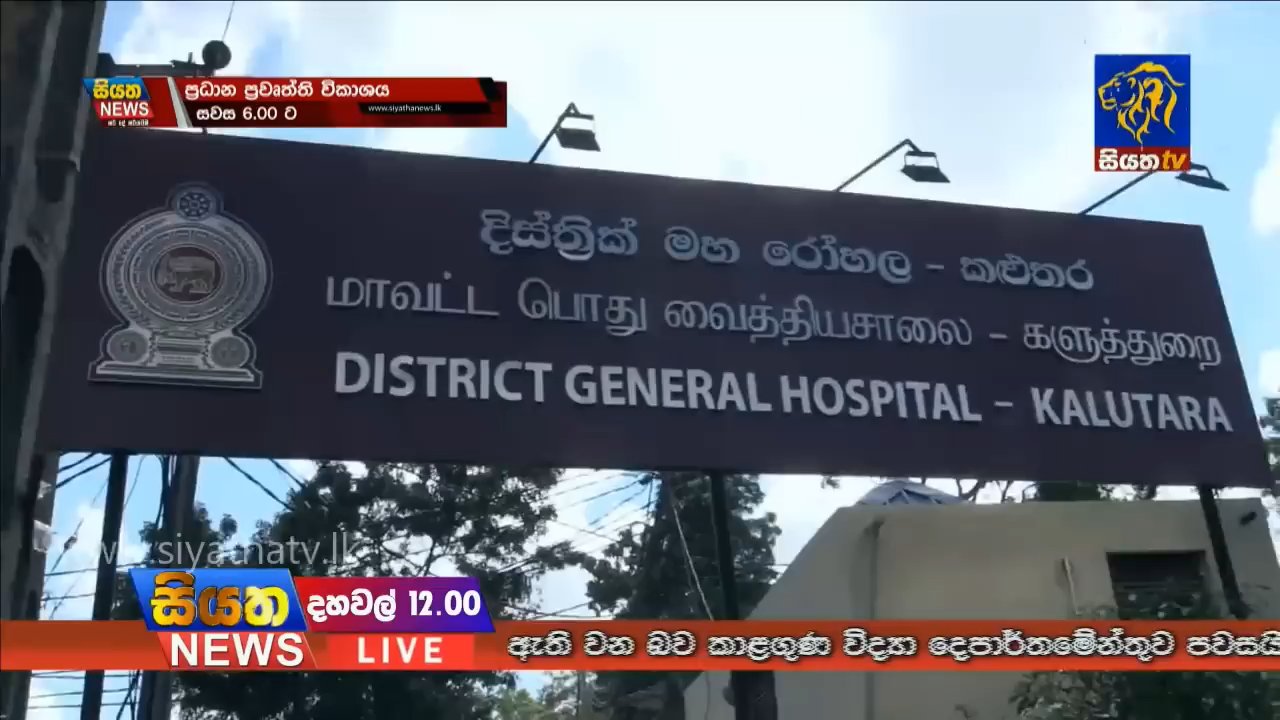 සියත
NEWS
ප්‍රධාන ප්‍රවෘත්ති විකාශය
www.siyathanews.lk
සවස 6.00 ට
සියත tv
දිස්ත්‍රික් මහ රෝහල - කළුතර
மாவட்ட பொது வைத்தியசாலை - களுத்துறை
DISTRICT GENERAL HOSPITAL - KALUTARA
www.siyathatv.lk
සියත
NEWS
දහවල් 12.00
LIVE
ඇති වන බව කාළගුණ විද්‍යා දෙපාර්තමේන්තුව පවසයි